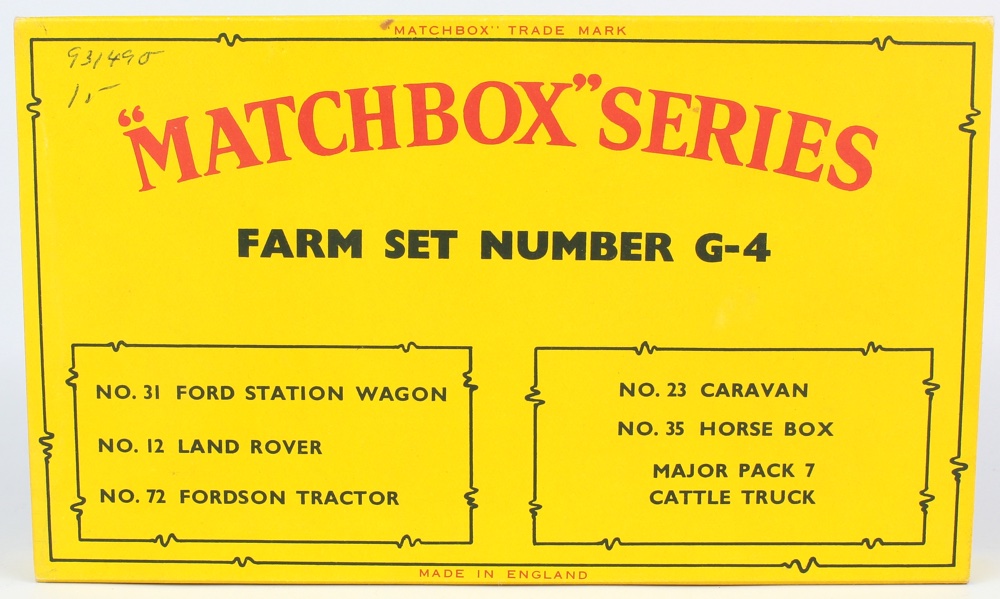 "MATCHBOX" TRADE MARK
931490
1.-
"MATCHBOX" SERIES
FARM SET NUMBER G-4
NO. 31 FORD STATION WAGON
NO. 12 LAND ROVER
NO. 72 FORDSON TRACTOR
NO. 23 CARAVAN
NO. 35 HORSE BOX
MAJOR PACK 7
CATTLE TRUCK
MADE IN ENGLAND